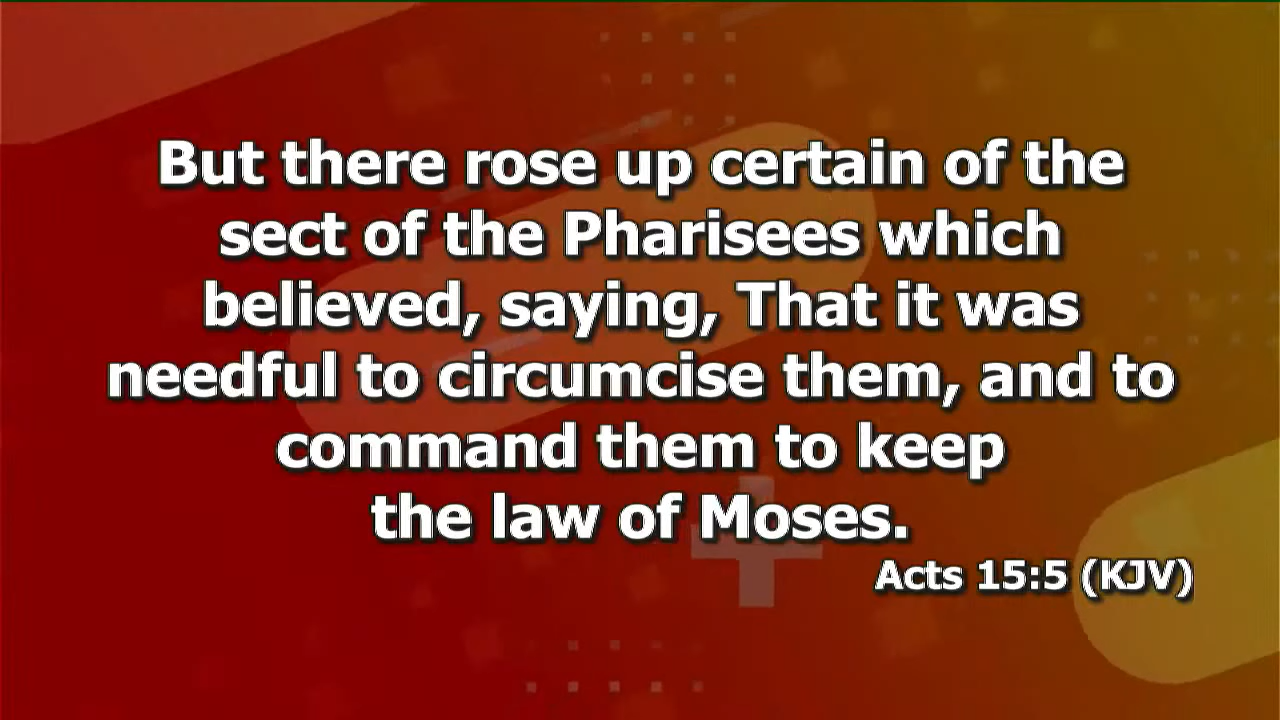 But there rose up certain of the
sect of the Pharisees which
believed, saying, That it was
needful to circumcise them, and to
command them to keep
the law of Moses.
Acts 15:5 (KJV)